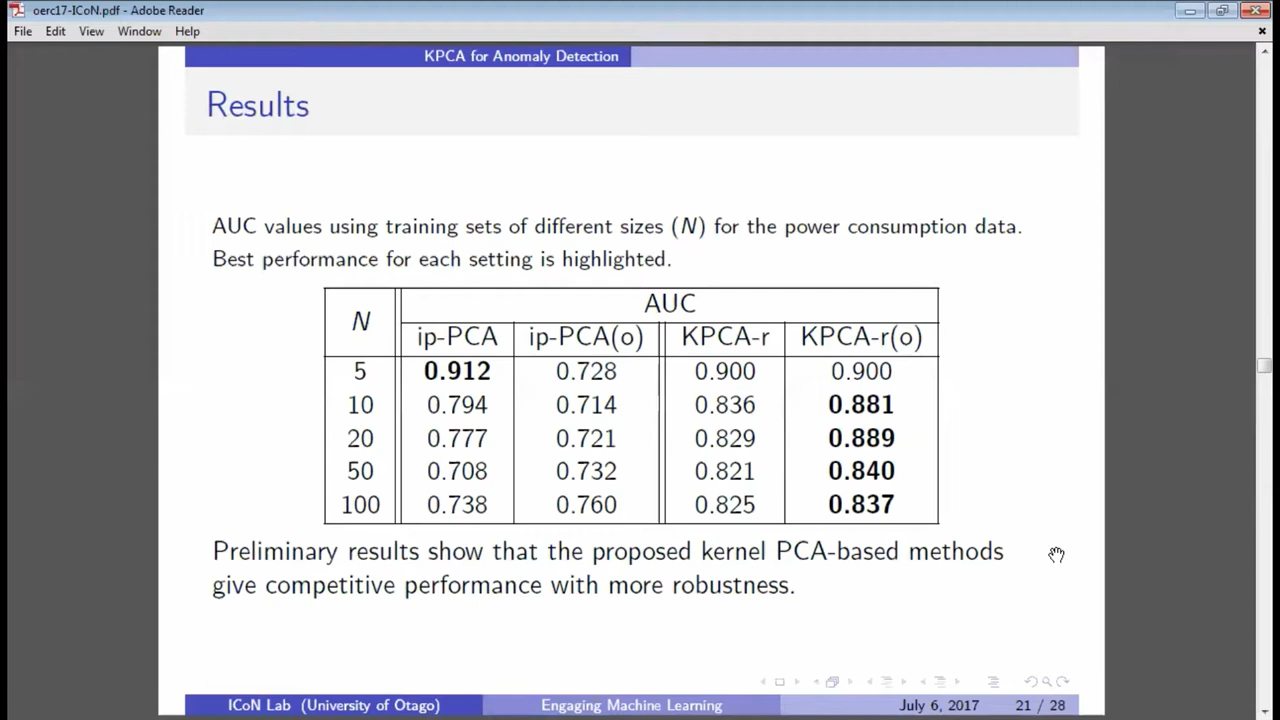 oerc17-ICoN.pdf - Adobe Reader
File Edit View Window Help
KPCA for Anomaly Detection
Results
AUC values using training sets of different sizes (N) for the power consumption data.
Best performance for each setting is highlighted.
N AUC
ip-PCA ip-PCA(o) KPCA-r KPCA-r(o)
5 0.912 0.728 0.900 0.900
10 0.794 0.714 0.836 0.881
20 0.777 0.721 0.829 0.889
50 0.708 0.732 0.821 0.840
100 0.738 0.760 0.825 0.837
Preliminary results show that the proposed kernel PCA-based methods
give competitive performance with more robustness.
ICoN Lab (University of Otago) Engaging Machine Learning July 6, 2017 21 / 28